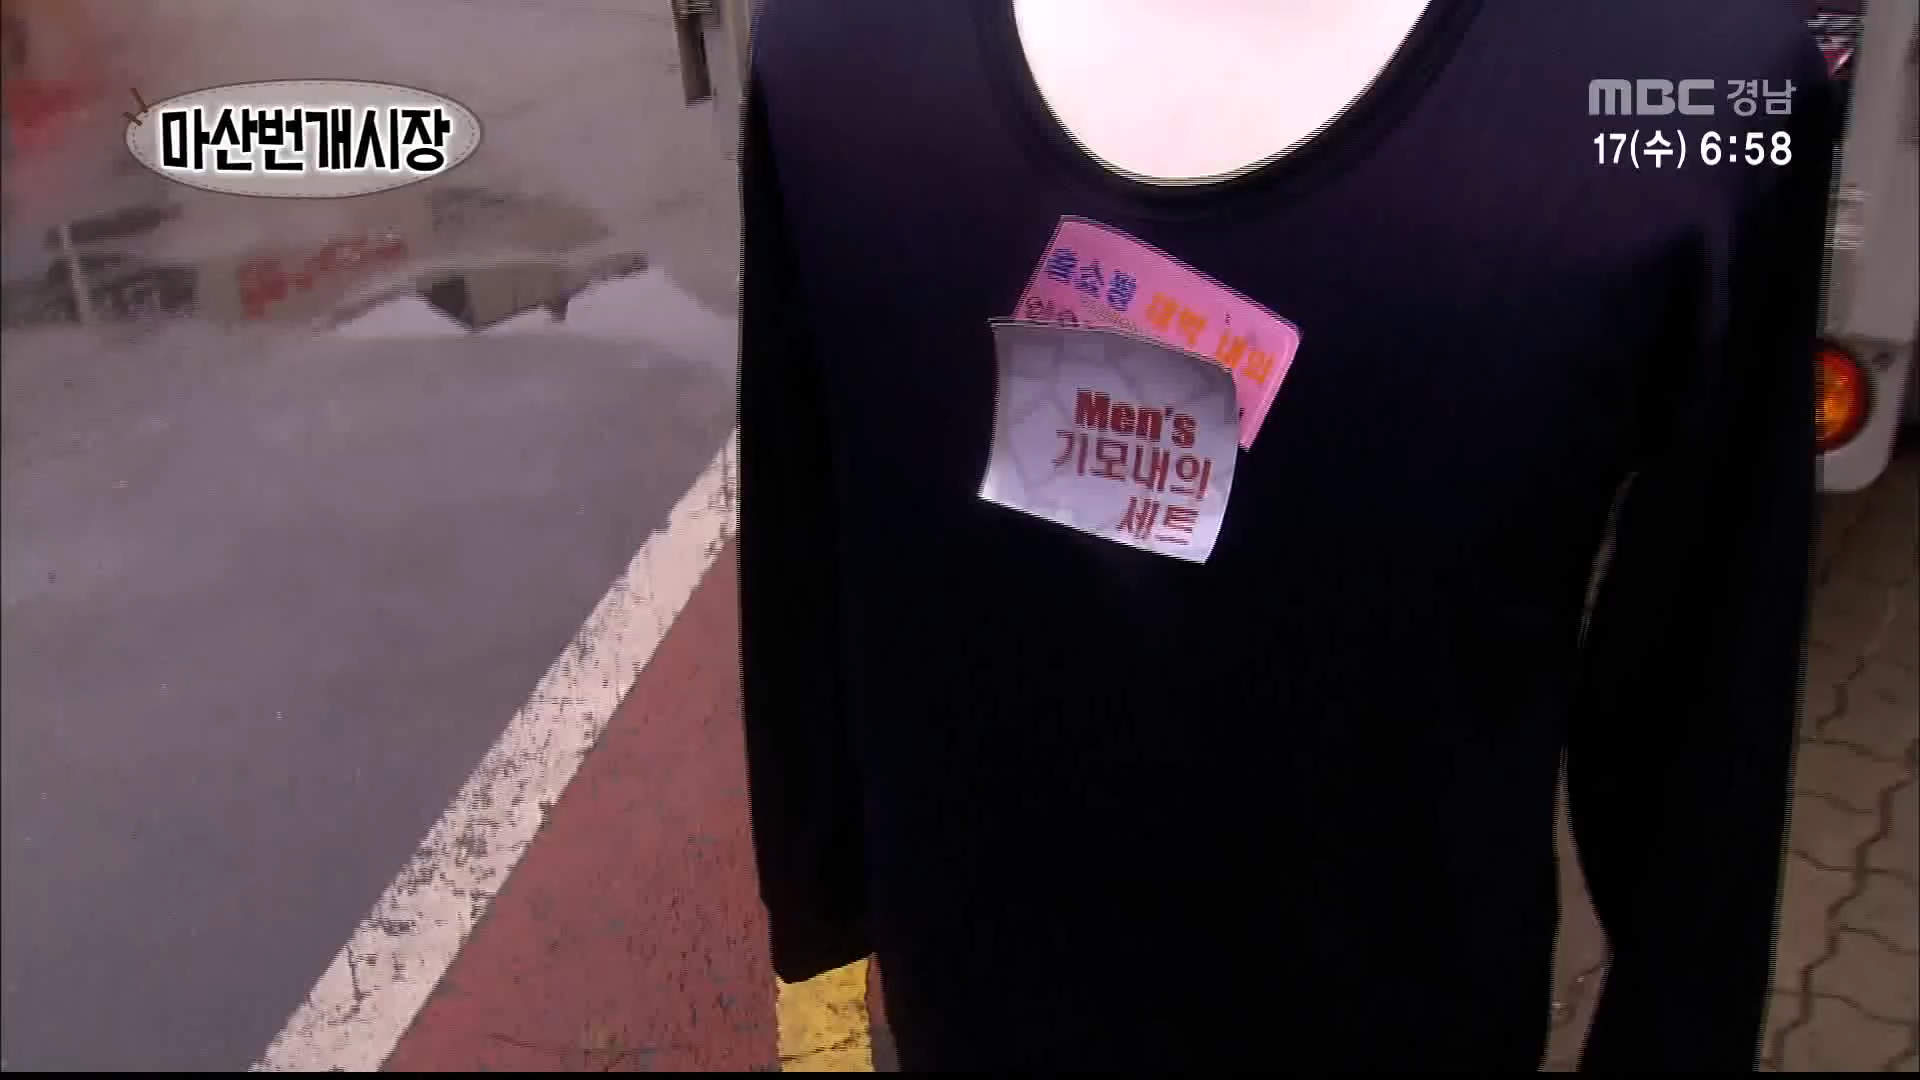 마산번개시장
MBC 경남
17(수) 6:58
홈쇼핑 대박 내의
Men's
기모내의
세트